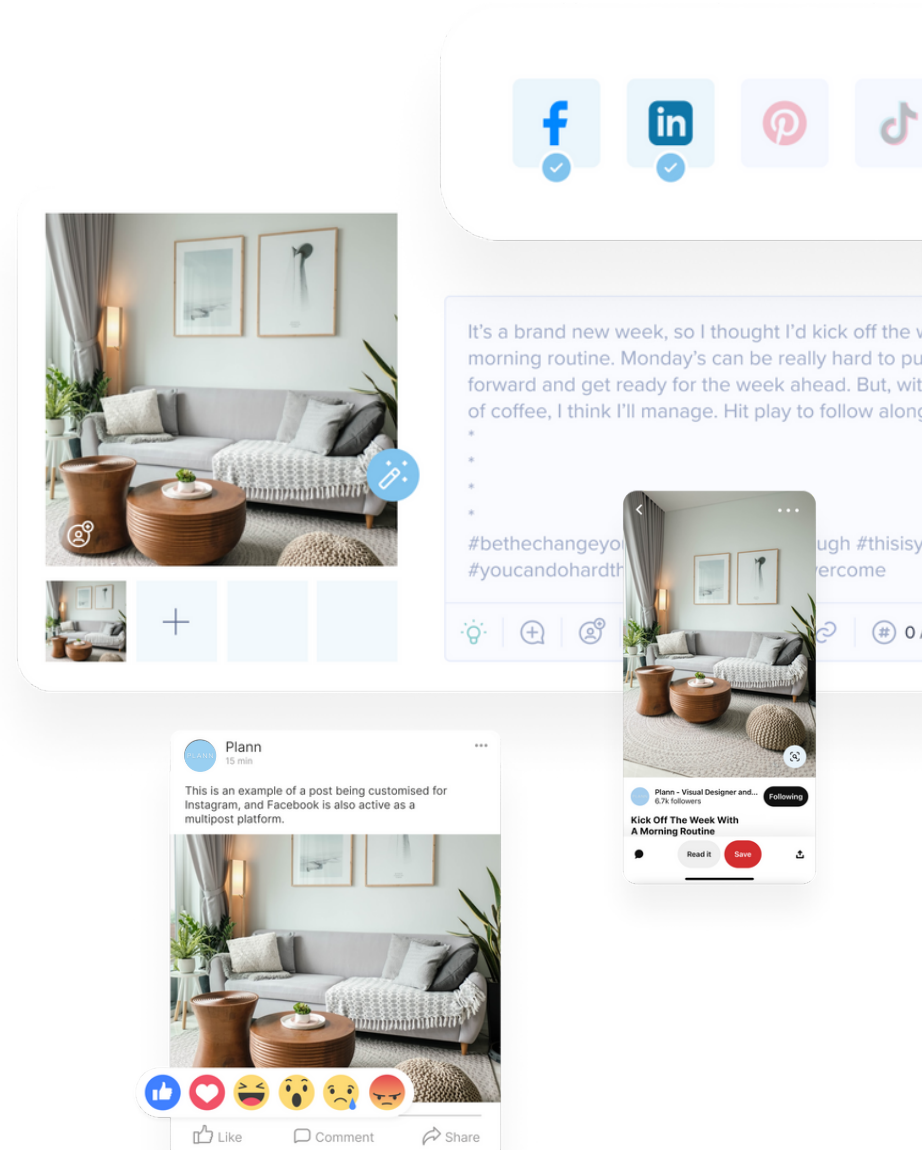 in
It's a brand new week, so I thought I'd kick off the
morning routine. Monday's can be really hard to
forward and get ready for the week ahead. But,
of coffee, I think I'll manage. Hit play to follow along
*
*
*
*
#bethechangeyo ugh #thisisy
#youcandohardth ercome
# 0
PLANN
Plann
15 min
This is an example of a post being customised for
Instagram, and Facebook is also active as a
multipost platform.
Like Comment Share
Plann - Visual Designer and...
6.7k followers
Following
Kick Off The Week With
A Morning Routine
Read it Save